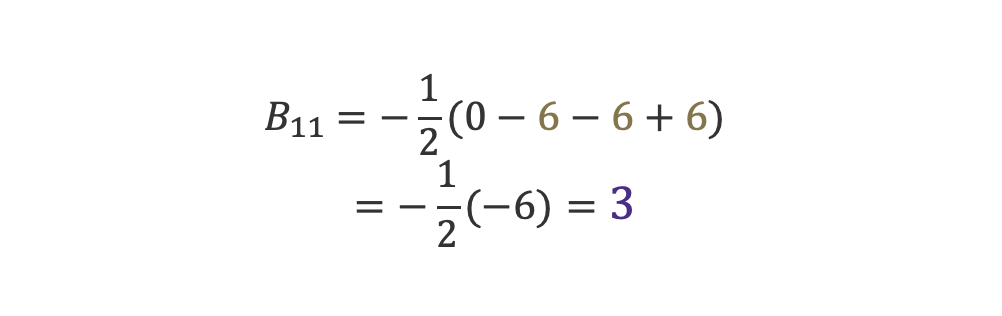 B₁₁ = −1/2(0 − 6 − 6 + 6)
= −1/2(−6) = 3